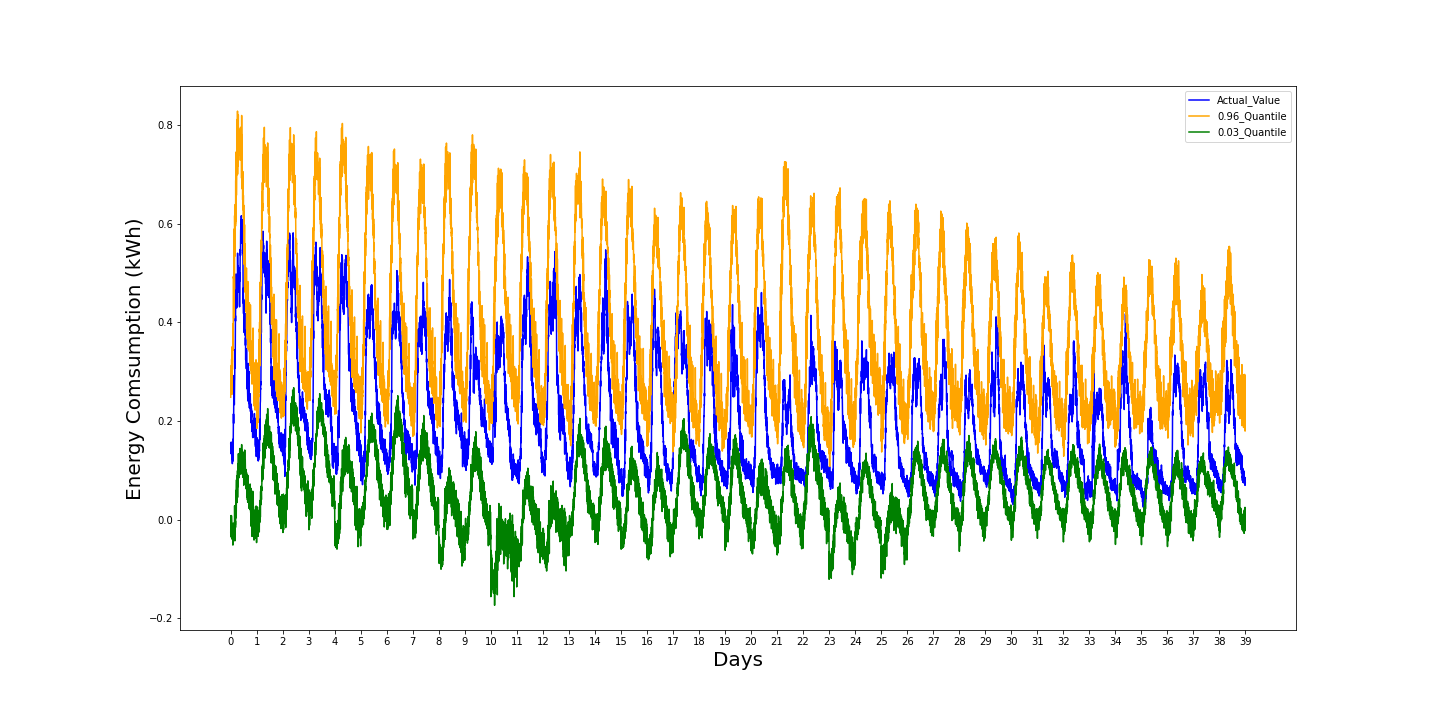 Actual_Value
0.96_Quantile
0.03_Quantile
Energy Comsumption (kWh)
0.8
0.6
0.4
0.2
0.0
−0.2
0 1 2 3 4 5 6 7 8 9 10 11 12 13 14 15 16 17 18 19 20 21 22 23 24 25 26 27 28 29 30 31 32 33 34 35 36 37 38 39
Days